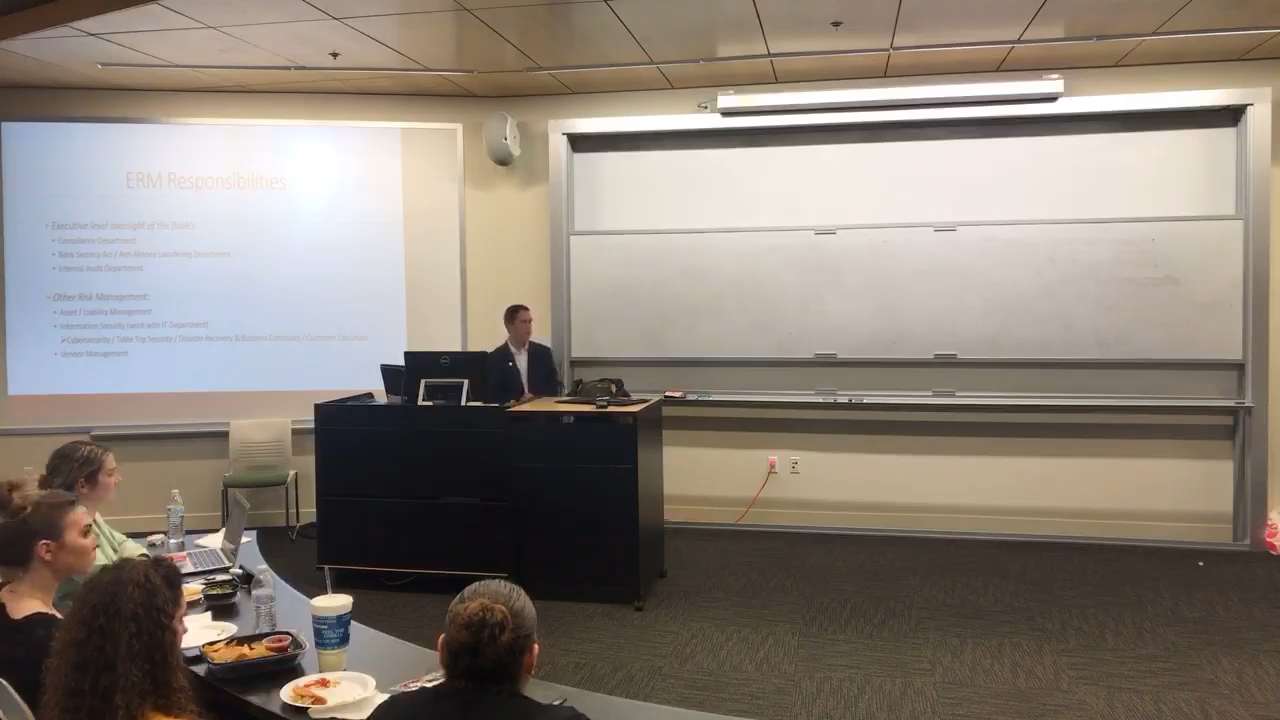 ERM Responsibilities
• Executive level oversight of the Bank's:
• Compliance Department
• Bank Secrecy Act / Anti-Money Laundering Department
• Internal Audit Department
• Other Risk Management:
• Asset / Liability Management
• Information Security (work with IT Department)
➢Cybersecurity / Table Top Security / Disaster Recovery & Business Continuity / Customer Education
• Vendor Management
DELL